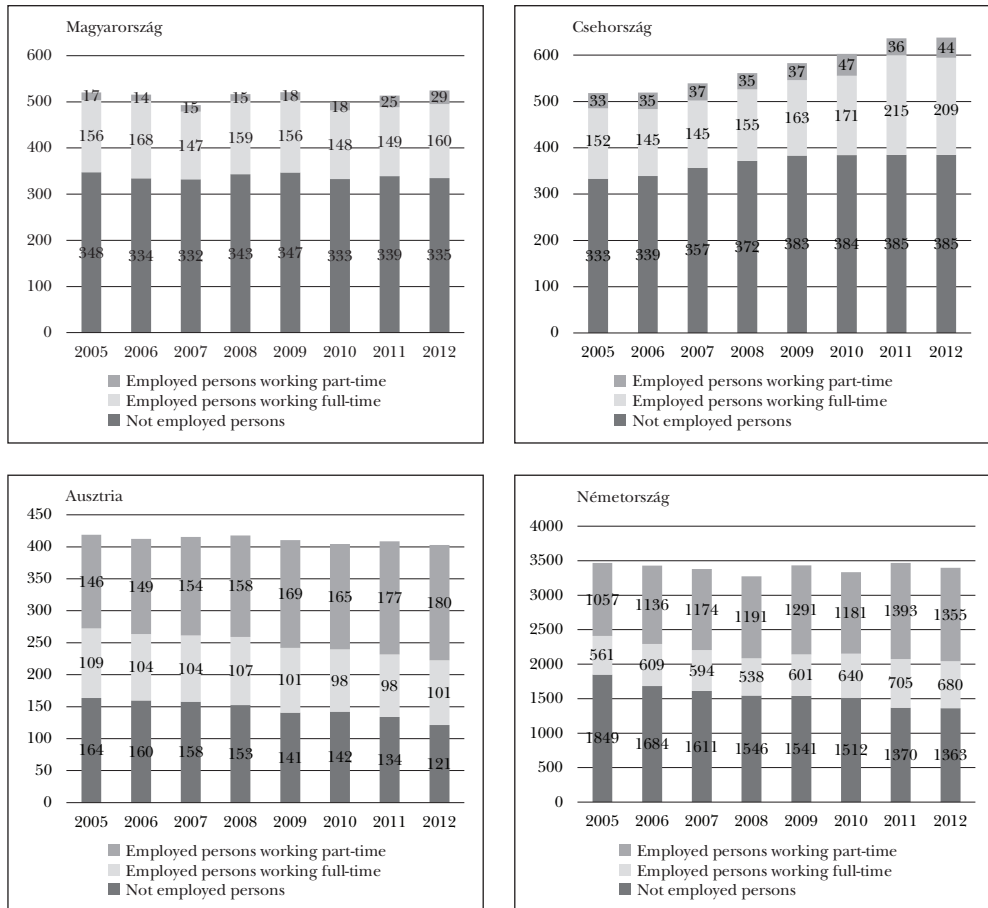 Magyarország
600
500
400
300
200
100
0
17 14 15 15 18 18 25 29
156 168 147 159 156 148 149 160
348 334 332 343 347 333 339 335
2005 2006 2007 2008 2009 2010 2011 2012
Employed persons working part-time
Employed persons working full-time
Not employed persons
Csehország
600
500
400
300
200
100
0
33 35 37 35 37 47 36 44
152 145 145 155 163 171 215 209
333 339 357 372 383 384 385 385
2005 2006 2007 2008 2009 2010 2011 2012
Employed persons working part-time
Employed persons working full-time
Not employed persons
Ausztria
450
400
350
300
250
200
150
100
50
0
146 149 154 158 169 165 177 180
109 104 104 107 101 98 98 101
164 160 158 153 141 142 134 121
2005 2006 2007 2008 2009 2010 2011 2012
Employed persons working part-time
Employed persons working full-time
Not employed persons
Németország
4000
3500
3000
2500
2000
1500
1000
500
0
1057 1136 1174 1191 1291 1181 1393 1355
561 609 594 538 601 640 705 680
1849 1684 1611 1546 1541 1512 1370 1363
2005 2006 2007 2008 2009 2010 2011 2012
Employed persons working part-time
Employed persons working full-time
Not employed persons